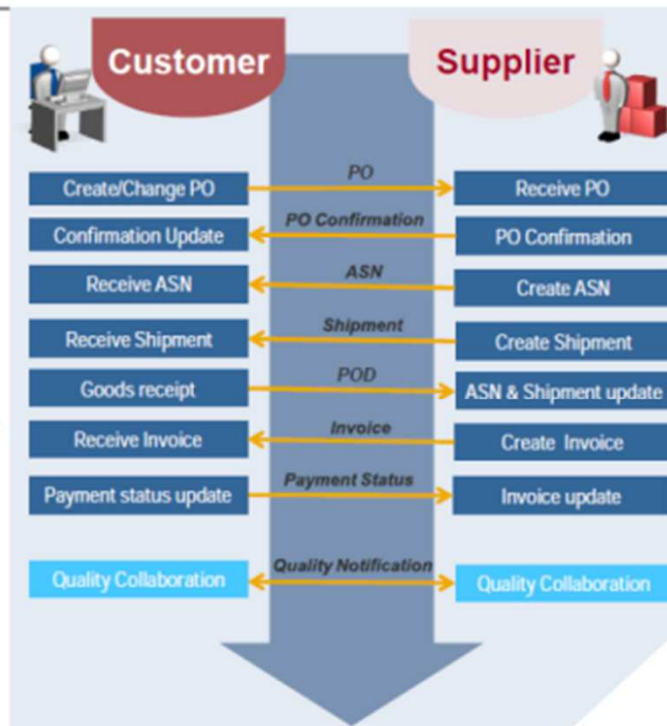 Customer
Supplier
Create/Change PO
PO
Receive PO
Confirmation Update
PO Confirmation
PO Confirmation
Receive ASN
ASN
Create ASN
Receive Shipment
Shipment
Create Shipment
Goods receipt
POD
ASN & Shipment update
Receive Invoice
Invoice
Create Invoice
Payment status update
Payment Status
Invoice update
Quality Collaboration
Quality Notification
Quality Collaboration